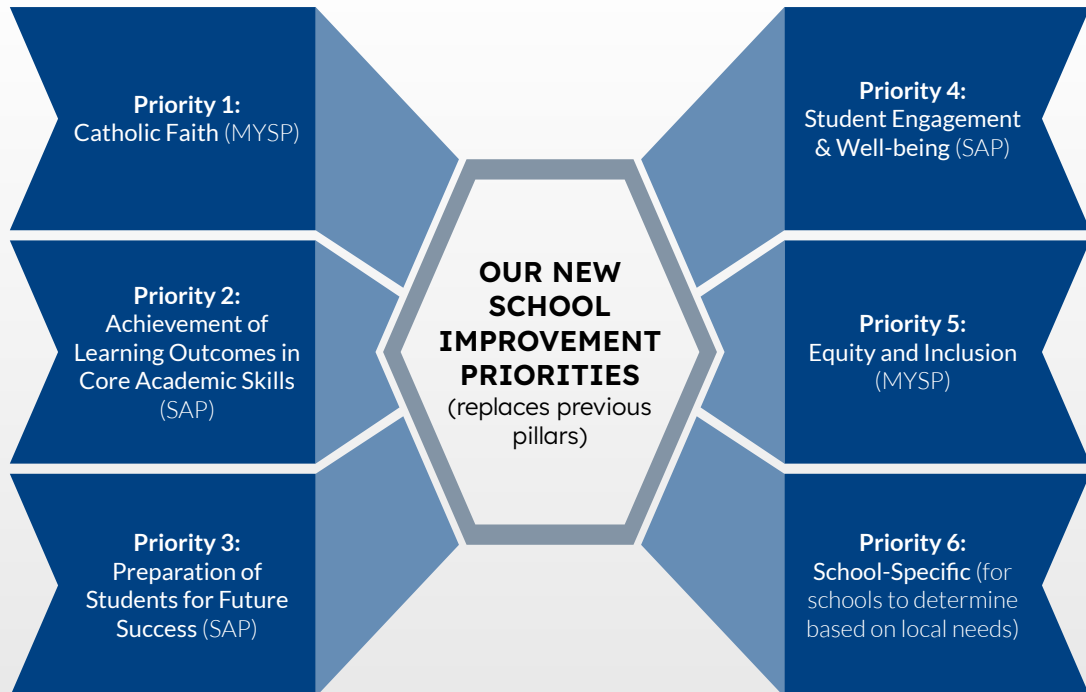 Priority 1:
Catholic Faith (MYSP)
Priority 2:
Achievement of
Learning Outcomes in
Core Academic Skills
(SAP)
Priority 3:
Preparation of
Students for Future
Success (SAP)
OUR NEW
SCHOOL
IMPROVEMENT
PRIORITIES
(replaces previous
pillars)
Priority 4:
Student Engagement
& Well-being (SAP)
Priority 5:
Equity and Inclusion
(MYSP)
Priority 6:
School-Specific (for
schools to determine
based on local needs)